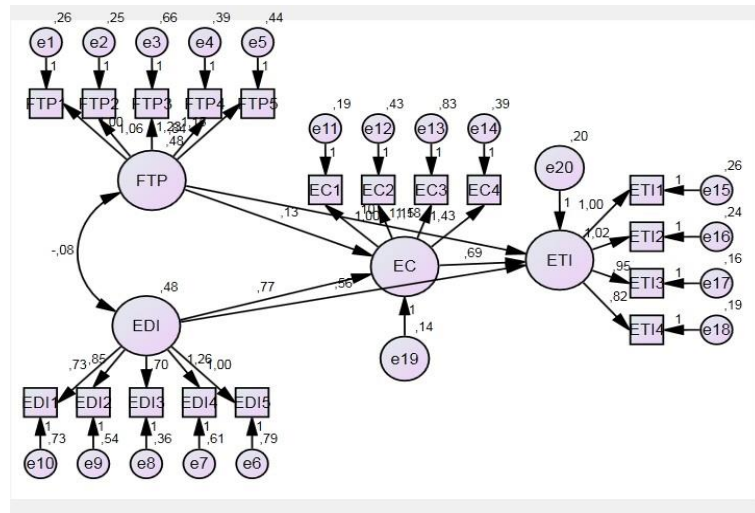 ,26 ,25 ,66 ,39 ,44
e1 e2 e3 e4 e5
1 1 1 1 1
FTP1 FTP2 FTP3 FTP4 FTP5
1,06
,48
FTP
,19 ,43 ,83 ,39
e11 e12 e13 e14
1 1 1 1
EC1 EC2 EC3 EC4
1,00 1,43
,20
e20
1
,26
ETI1 1 e15
1,00
,24
ETI2 1 e16
1,02
,16
ETI3 1 e17
,95
,19
ETI4 1 e18
,82
ETI
,13
-,08
EC
,69
,56
,77
,48
EDI
1
,14
e19
,73 ,85 ,70 1,26 1,00
EDI1 EDI2 EDI3 EDI4 EDI5
1 1 1 1 1
,73 ,54 ,36 ,61 ,79
e10 e9 e8 e7 e6